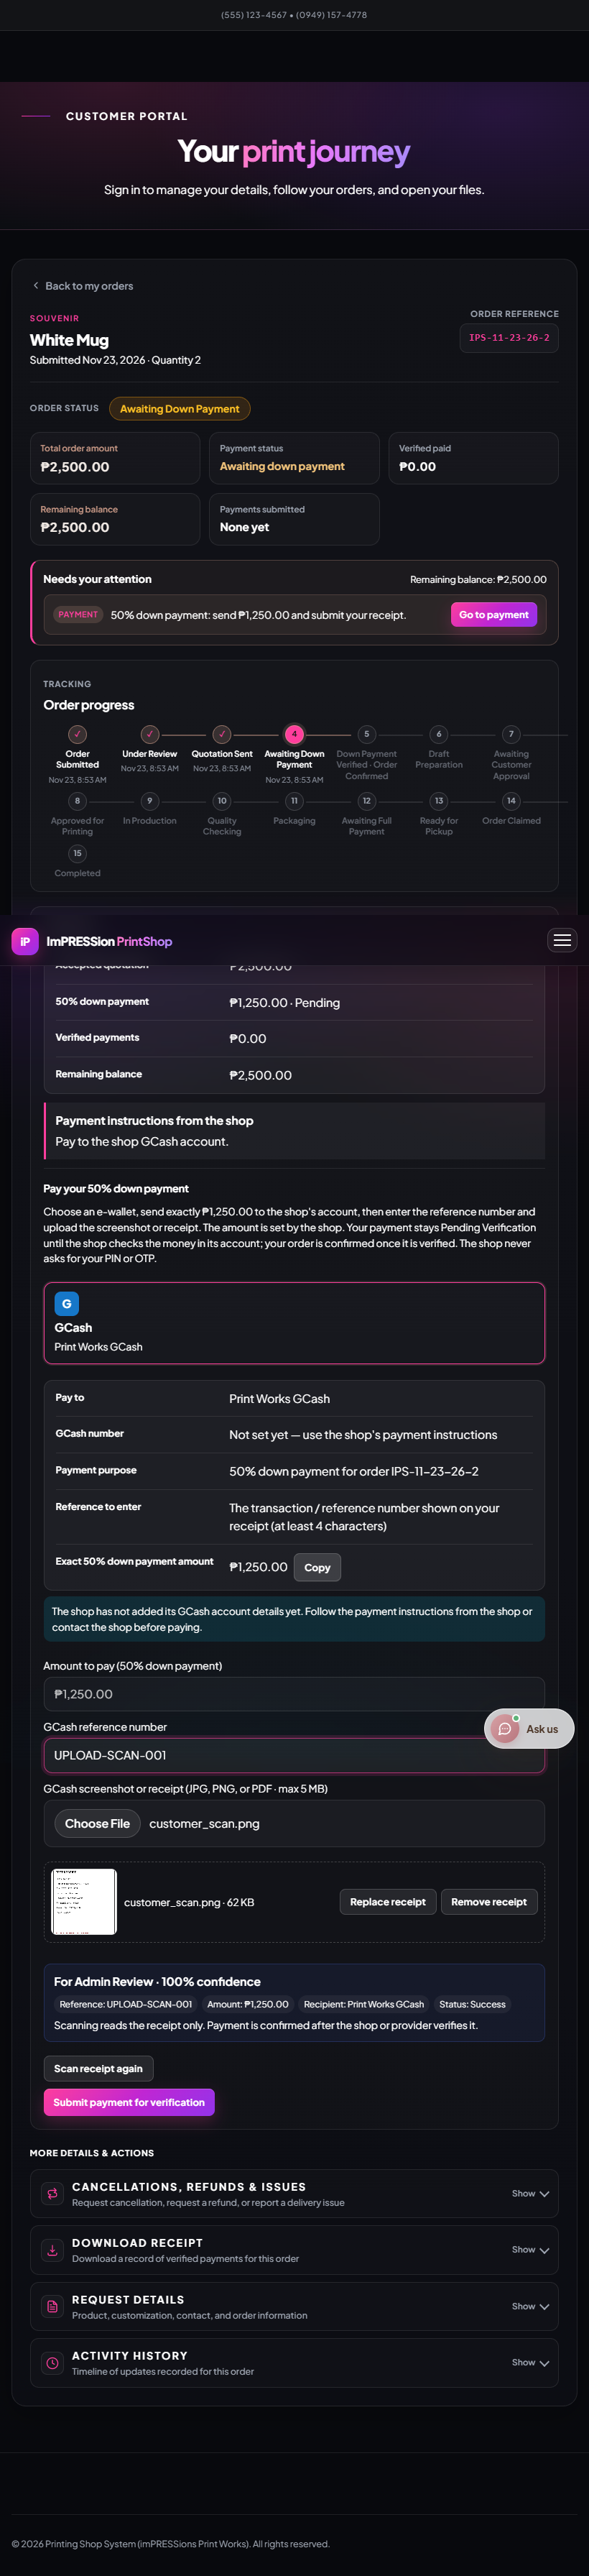 (555) 123-4567 • (0949) 157-4778
CUSTOMER PORTAL
Your print journey
Sign in to manage your details, follow your orders, and open your files.
Back to my orders
SOUVENIR
White Mug
Submitted Nov 23, 2026 · Quantity 2
ORDER REFERENCE
IPS-11-23-26-2
ORDER STATUS
Awaiting Down Payment
Total order amount
₱2,500.00
Payment status
Awaiting down payment
Verified paid
₱0.00
Remaining balance
₱2,500.00
Payments submitted
None yet
Needs your attention
Remaining balance: ₱2,500.00
PAYMENT
50% down payment: send ₱1,250.00 and submit your receipt.
Go to payment
TRACKING
Order progress
✓
Order Submitted
Nov 23, 8:53 AM
✓
Under Review
Nov 23, 8:53 AM
✓
Quotation Sent
Nov 23, 8:53 AM
4
Awaiting Down Payment
Nov 23, 8:53 AM
5
Down Payment Verified - Order Confirmed
6
Draft Preparation
7
Awaiting Customer Approval
8
Approved for Printing
9
In Production
10
Quality Checking
11
Packaging
12
Awaiting Full Payment
13
Ready for Pickup
14
Order Claimed
15
Completed
iP
ImPRESSion PrintShop
Accepted quotation
₱2,500.00
50% down payment
₱1,250.00 · Pending
Verified payments
₱0.00
Remaining balance
₱2,500.00
Payment instructions from the shop
Pay to the shop GCash account.
Pay your 50% down payment
Choose an e-wallet, send exactly ₱1,250.00 to the shop's account, then enter the reference number and
upload the screenshot or receipt. The amount is set by the shop. Your payment stays Pending Verification
until the shop checks the money in its account; your order is confirmed once it is verified. The shop never
asks for your PIN or OTP.
G
GCash
Print Works GCash
Pay to
Print Works GCash
GCash number
Not set yet — use the shop's payment instructions
Payment purpose
50% down payment for order IPS-11-23-26-2
Reference to enter
The transaction / reference number shown on your
receipt (at least 4 characters)
Exact 50% down payment amount
₱1,250.00
Copy
The shop has not added its GCash account details yet. Follow the payment instructions from the shop or
contact the shop before paying.
Amount to pay (50% down payment)
₱1,250.00
Ask us
GCash reference number
UPLOAD-SCAN-001
GCash screenshot or receipt (JPG, PNG, or PDF · max 5 MB)
Choose File
customer_scan.png
customer_scan.png · 62 KB
Replace receipt
Remove receipt
For Admin Review · 100% confidence
Reference: UPLOAD-SCAN-001
Amount: ₱1,250.00
Recipient: Print Works GCash
Status: Success
Scanning reads the receipt only. Payment is confirmed after the shop or provider verifies it.
Scan receipt again
Submit payment for verification
MORE DETAILS & ACTIONS
CANCELLATIONS, REFUNDS & ISSUES
Request cancellation, request a refund, or report a delivery issue
Show
DOWNLOAD RECEIPT
Download a record of verified payments for this order
Show
REQUEST DETAILS
Product, customization, contact, and order information
Show
ACTIVITY HISTORY
Timeline of updates recorded for this order
Show
© 2026 Printing Shop System (imPRESSions Print Works). All rights reserved.